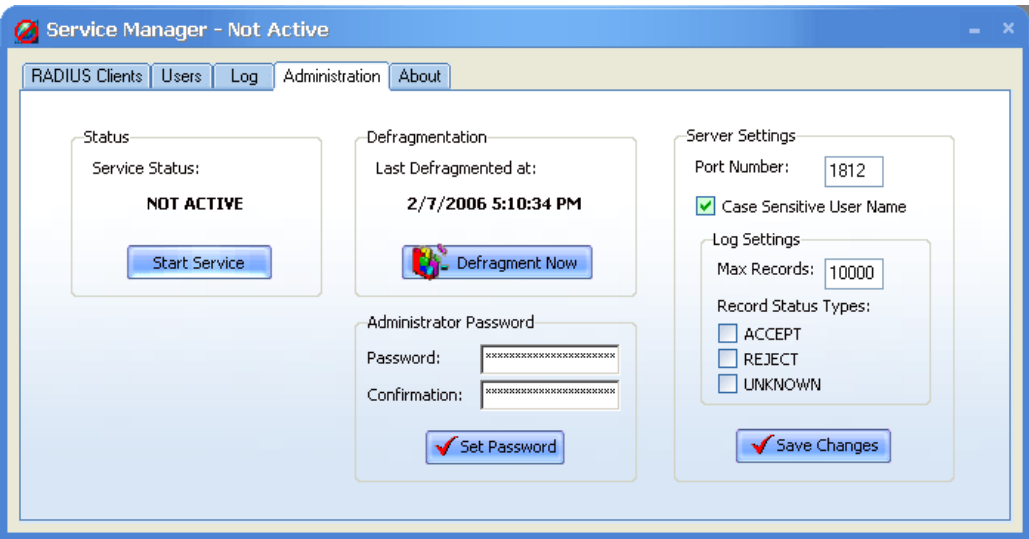 Service Manager - Not Active
RADIUS Clients Users Log Administration About
Status
Service Status:
NOT ACTIVE
Start Service
Defragmentation
Last Defragmented at:
2/7/2006 5:10:34 PM
Defragment Now
Administrator Password
Password: **********************
Confirmation: **********************
Set Password
Server Settings
Port Number: 1812
Case Sensitive User Name
Log Settings
Max Records: 10000
Record Status Types:
ACCEPT
REJECT
UNKNOWN
Save Changes